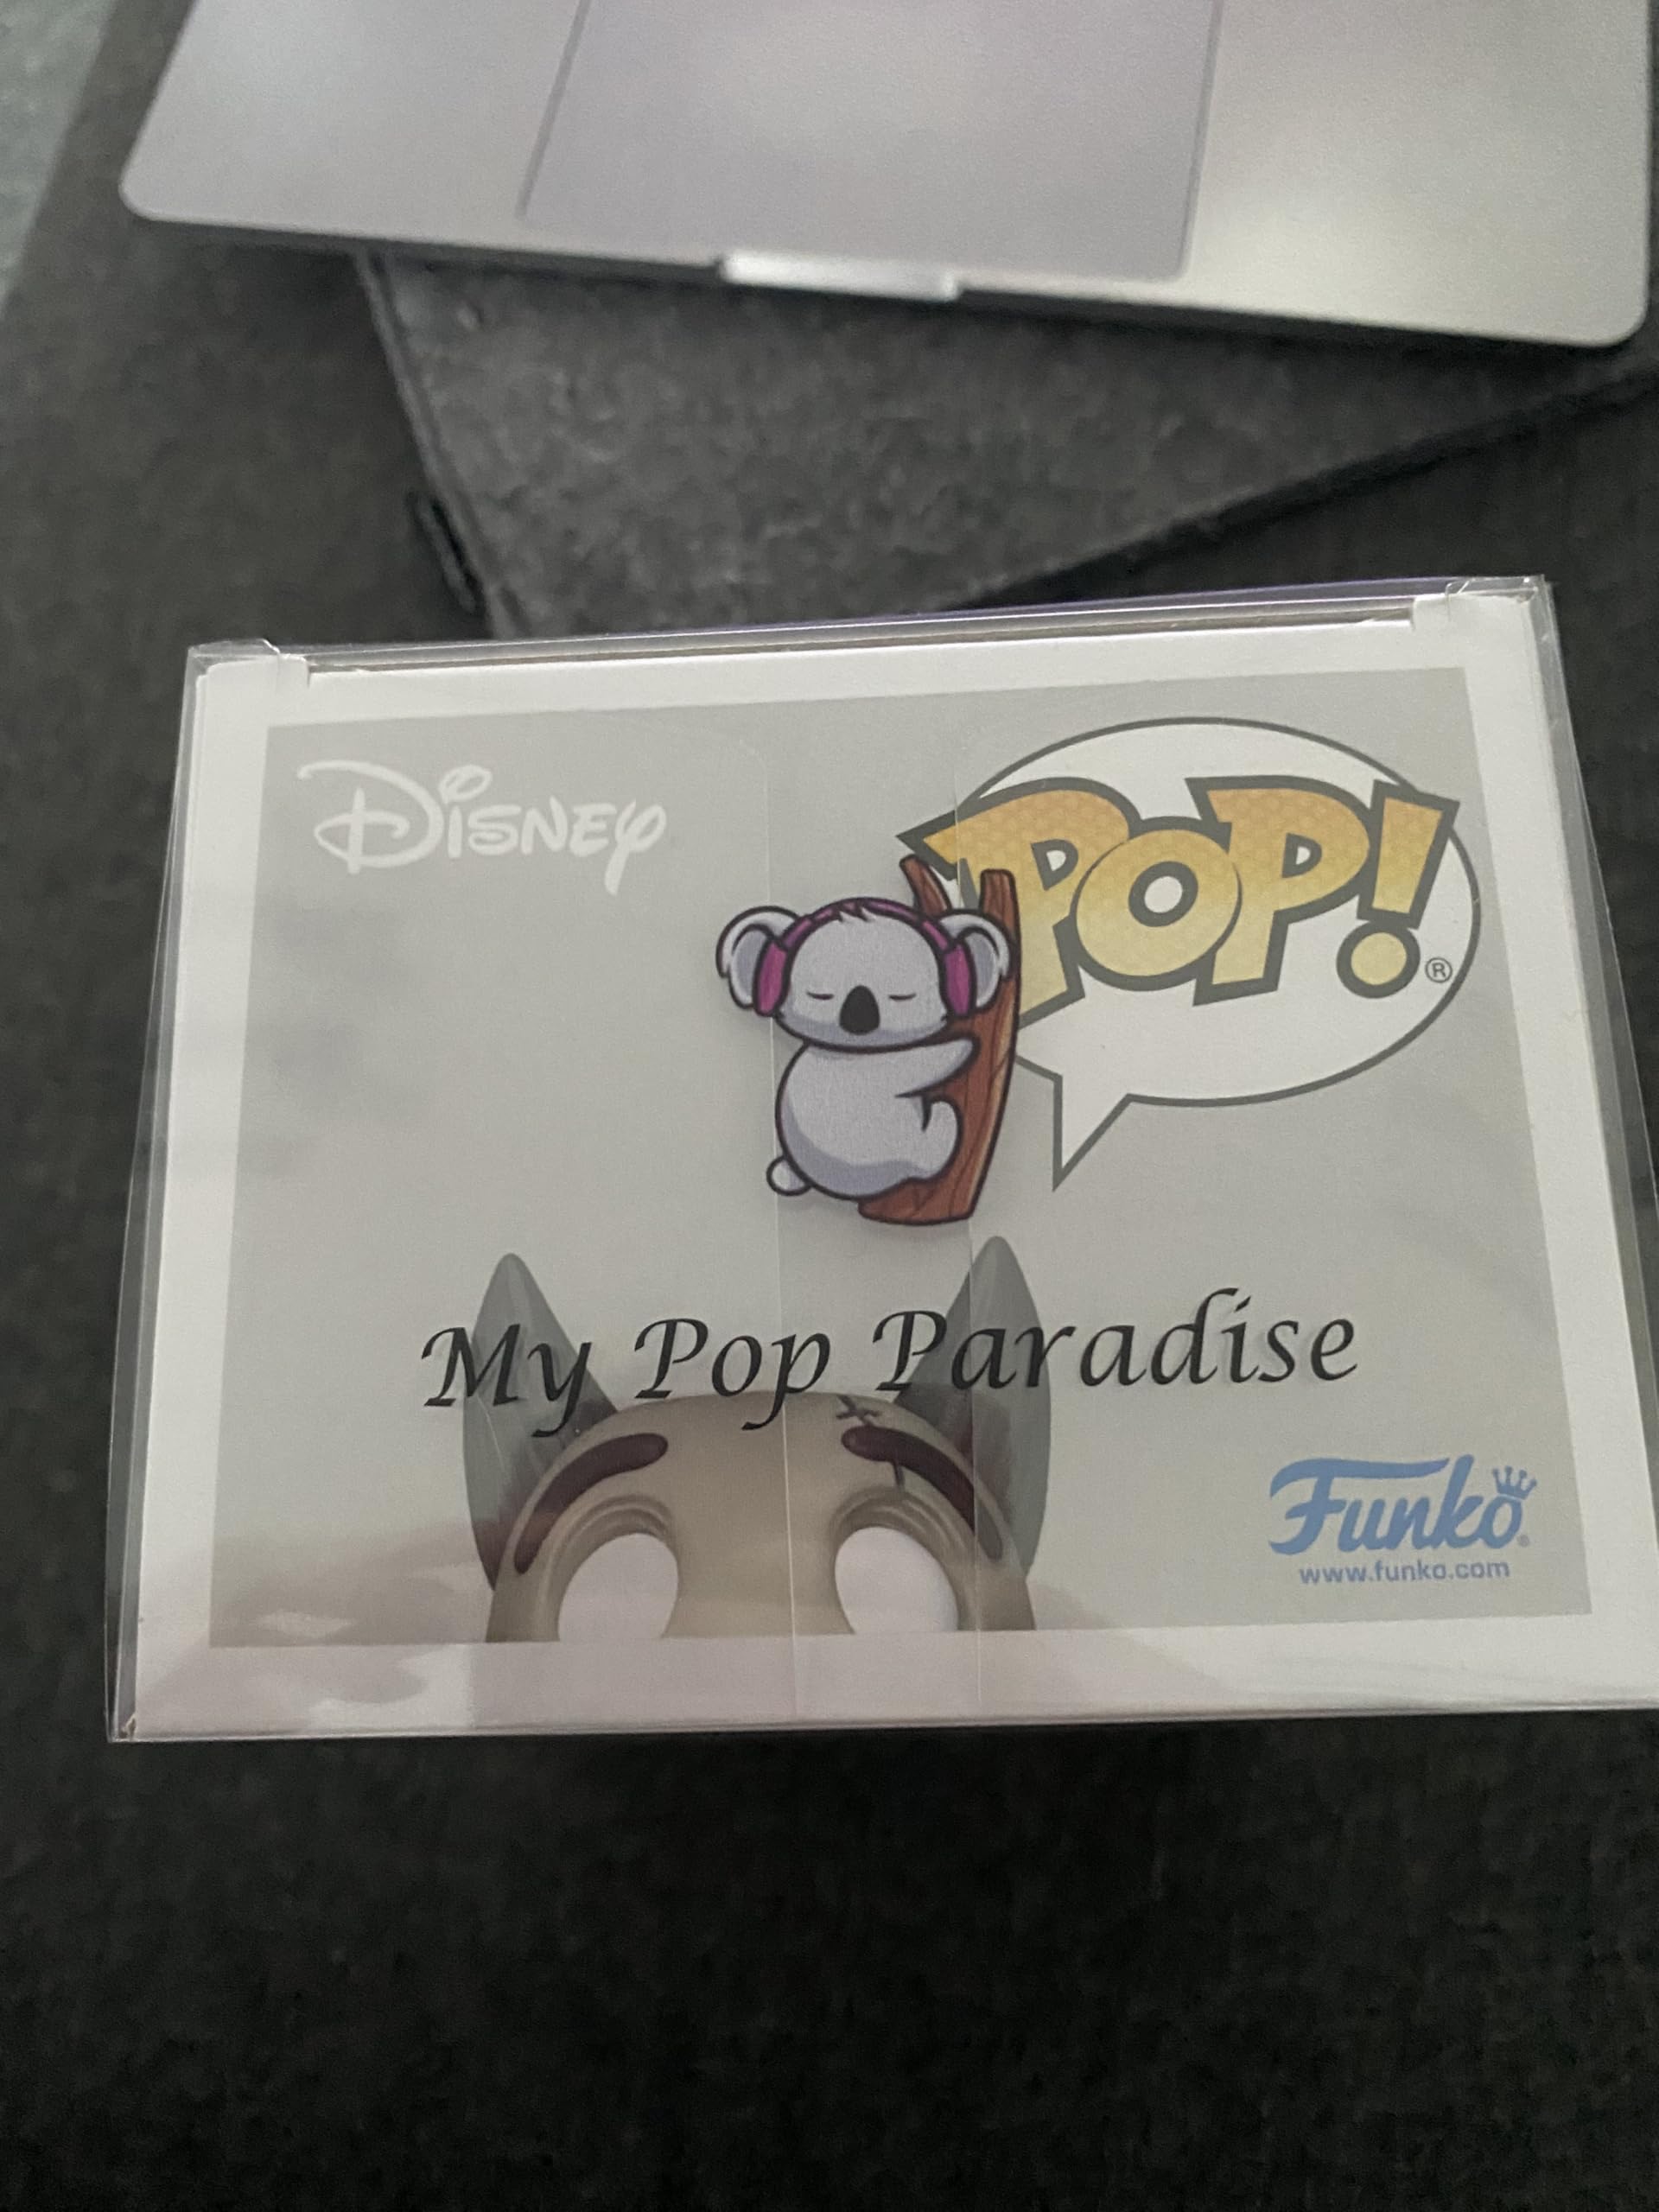 Disney
POP!®
My Pop Paradise
Funko®
www.funko.com